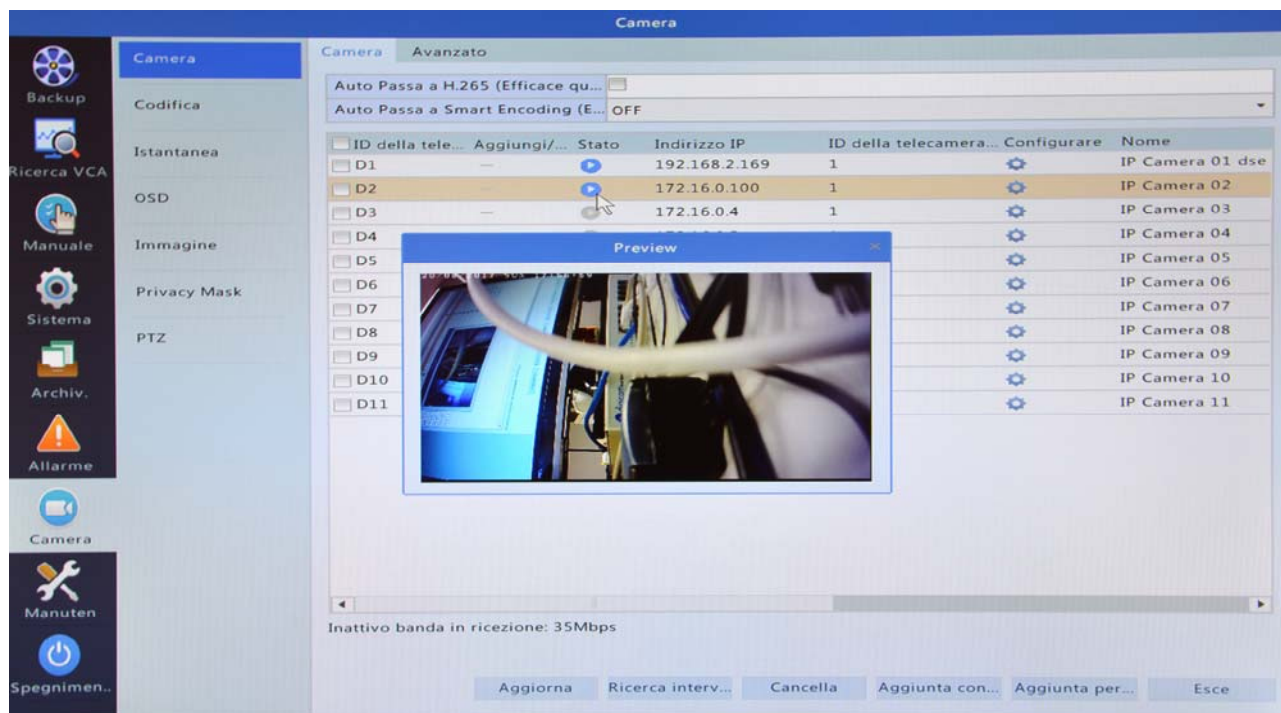 Camera
Backup
Ricerca VCA
Manuale
Sistema
Archiv.
Allarme
Camera
Manuten
Spegnimen..
Camera
Codifica
Istantanea
OSD
Immagine
Privacy Mask
PTZ
Camera Avanzato
Auto Passa a H.265 (Efficace qu...
Auto Passa a Smart Encoding (E... OFF
ID della tele... Aggiungi/... Stato Indirizzo IP ID della telecamera... Configurare Nome
D1 — 192.168.2.169 1 IP Camera 01 dse
D2 — 172.16.0.100 1 IP Camera 02
D3 — 172.16.0.4 1 IP Camera 03
D4 IP Camera 04
D5 IP Camera 05
D6 IP Camera 06
D7 IP Camera 07
D8 IP Camera 08
D9 IP Camera 09
D10 IP Camera 10
D11 IP Camera 11
Preview
Inattivo banda in ricezione: 35Mbps
Aggiorna Ricerca interv... Cancella Aggiunta con... Aggiunta per... Esce